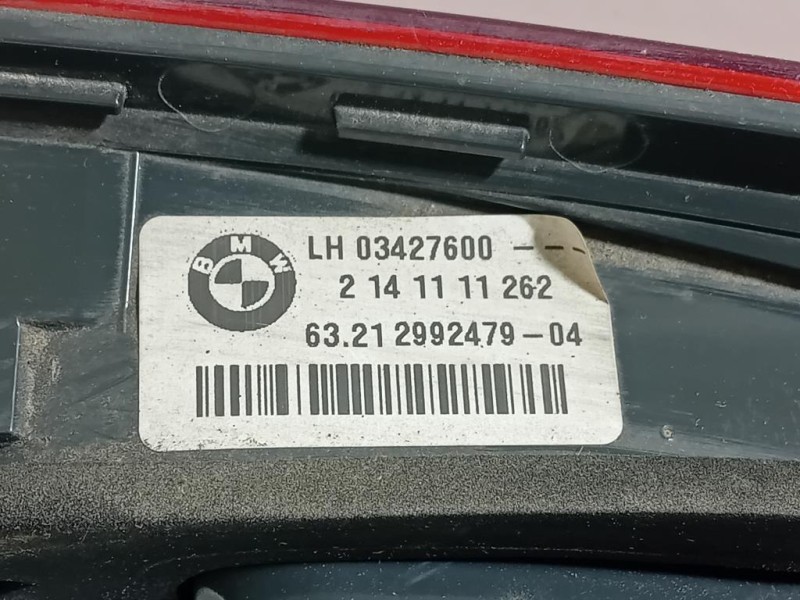 BMW
LH 03427600 - - -
2 14 11 11 262
63.21 2992479-04